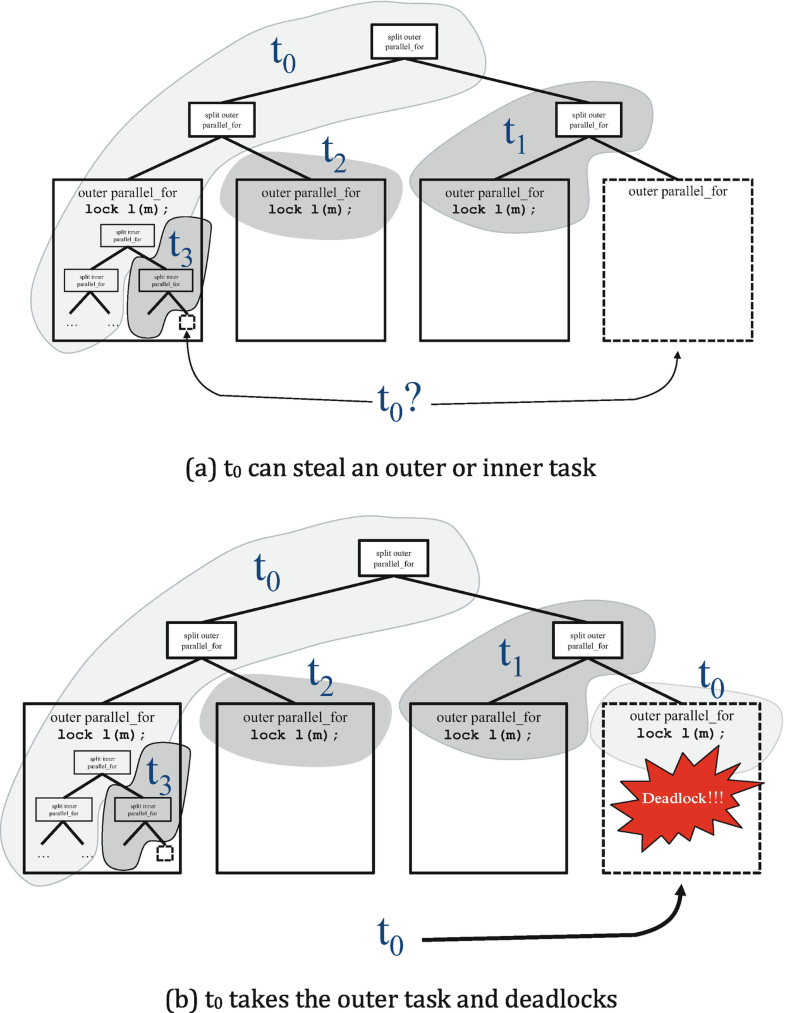 split outer
parallel_for
t0
split outer
parallel_for
split outer
parallel_for
t1
t2
outer parallel_for
lock l(m);
outer parallel_for
lock l(m);
outer parallel_for
lock l(m);
outer parallel_for
split inner
parallel_for
t3
split inner
parallel_for
split inner
parallel_for
... ...
t0?
(a) t0 can steal an outer or inner task
split outer
parallel_for
t0
split outer
parallel_for
split outer
parallel_for
t1
t2
t0
outer parallel_for
lock l(m);
outer parallel_for
lock l(m);
outer parallel_for
lock l(m);
outer parallel_for
lock l(m);
split inner
parallel_for
t3
split inner
parallel_for
split inner
parallel_for
Deadlock!!!
... ...
t0
(b) t0 takes the outer task and deadlocks